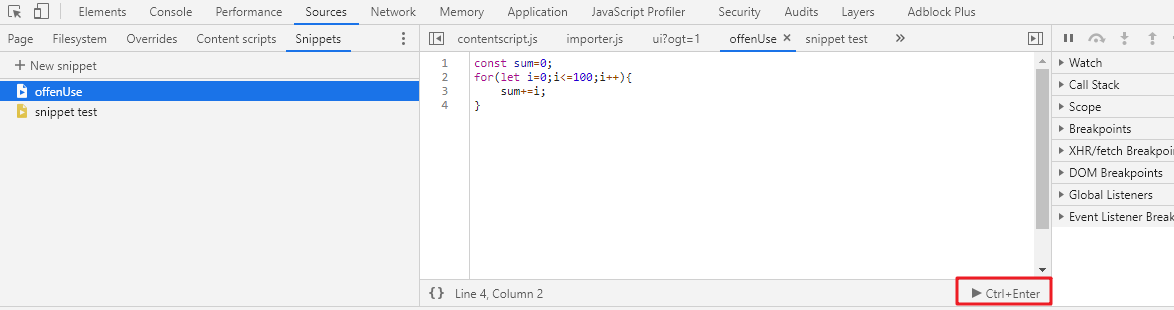 Elements Console Performance Sources Network Memory Application JavaScript Profiler Security Audits Layers Adblock Plus
Page Filesystem Overrides Content scripts Snippets
contentscript.js importer.js ui?ogt=1 offenUse × snippet test »
+ New snippet
offenUse
snippet test
1 const sum=0;
2 for(let i=0;i<=100;i++){
3 sum+=i;
4 }
{} Line 4, Column 2
Ctrl+Enter
Watch
Call Stack
Scope
Breakpoints
XHR/fetch Breakpoi
DOM Breakpoints
Global Listeners
Event Listener Break